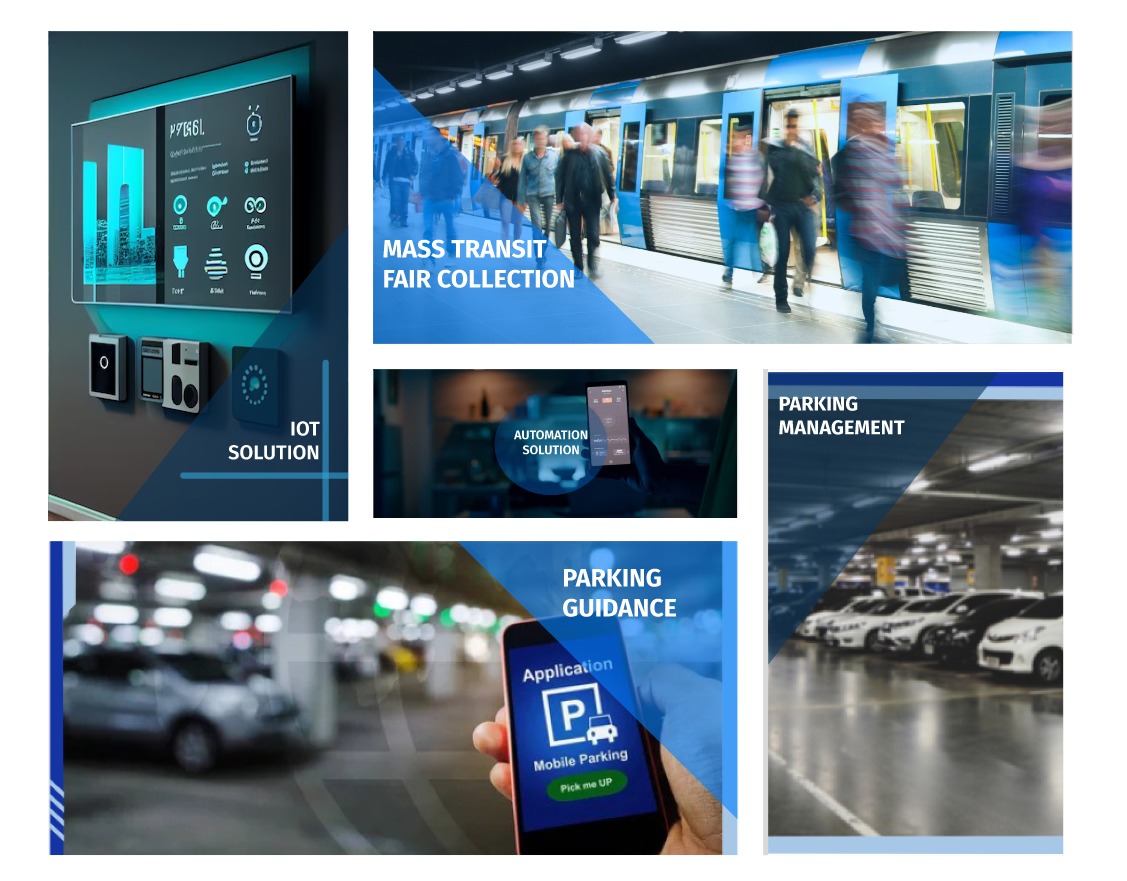 MASS TRANSIT
FAIR COLLECTION
IOT
SOLUTION
AUTOMATION
SOLUTION
PARKING
MANAGEMENT
PARKING
GUIDANCE
Application
P
Mobile Parking
Pick me UP